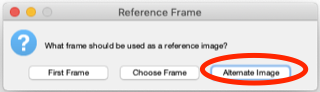 Reference Frame
What frame should be used as a reference image?
First Frame Choose Frame Alternate Image